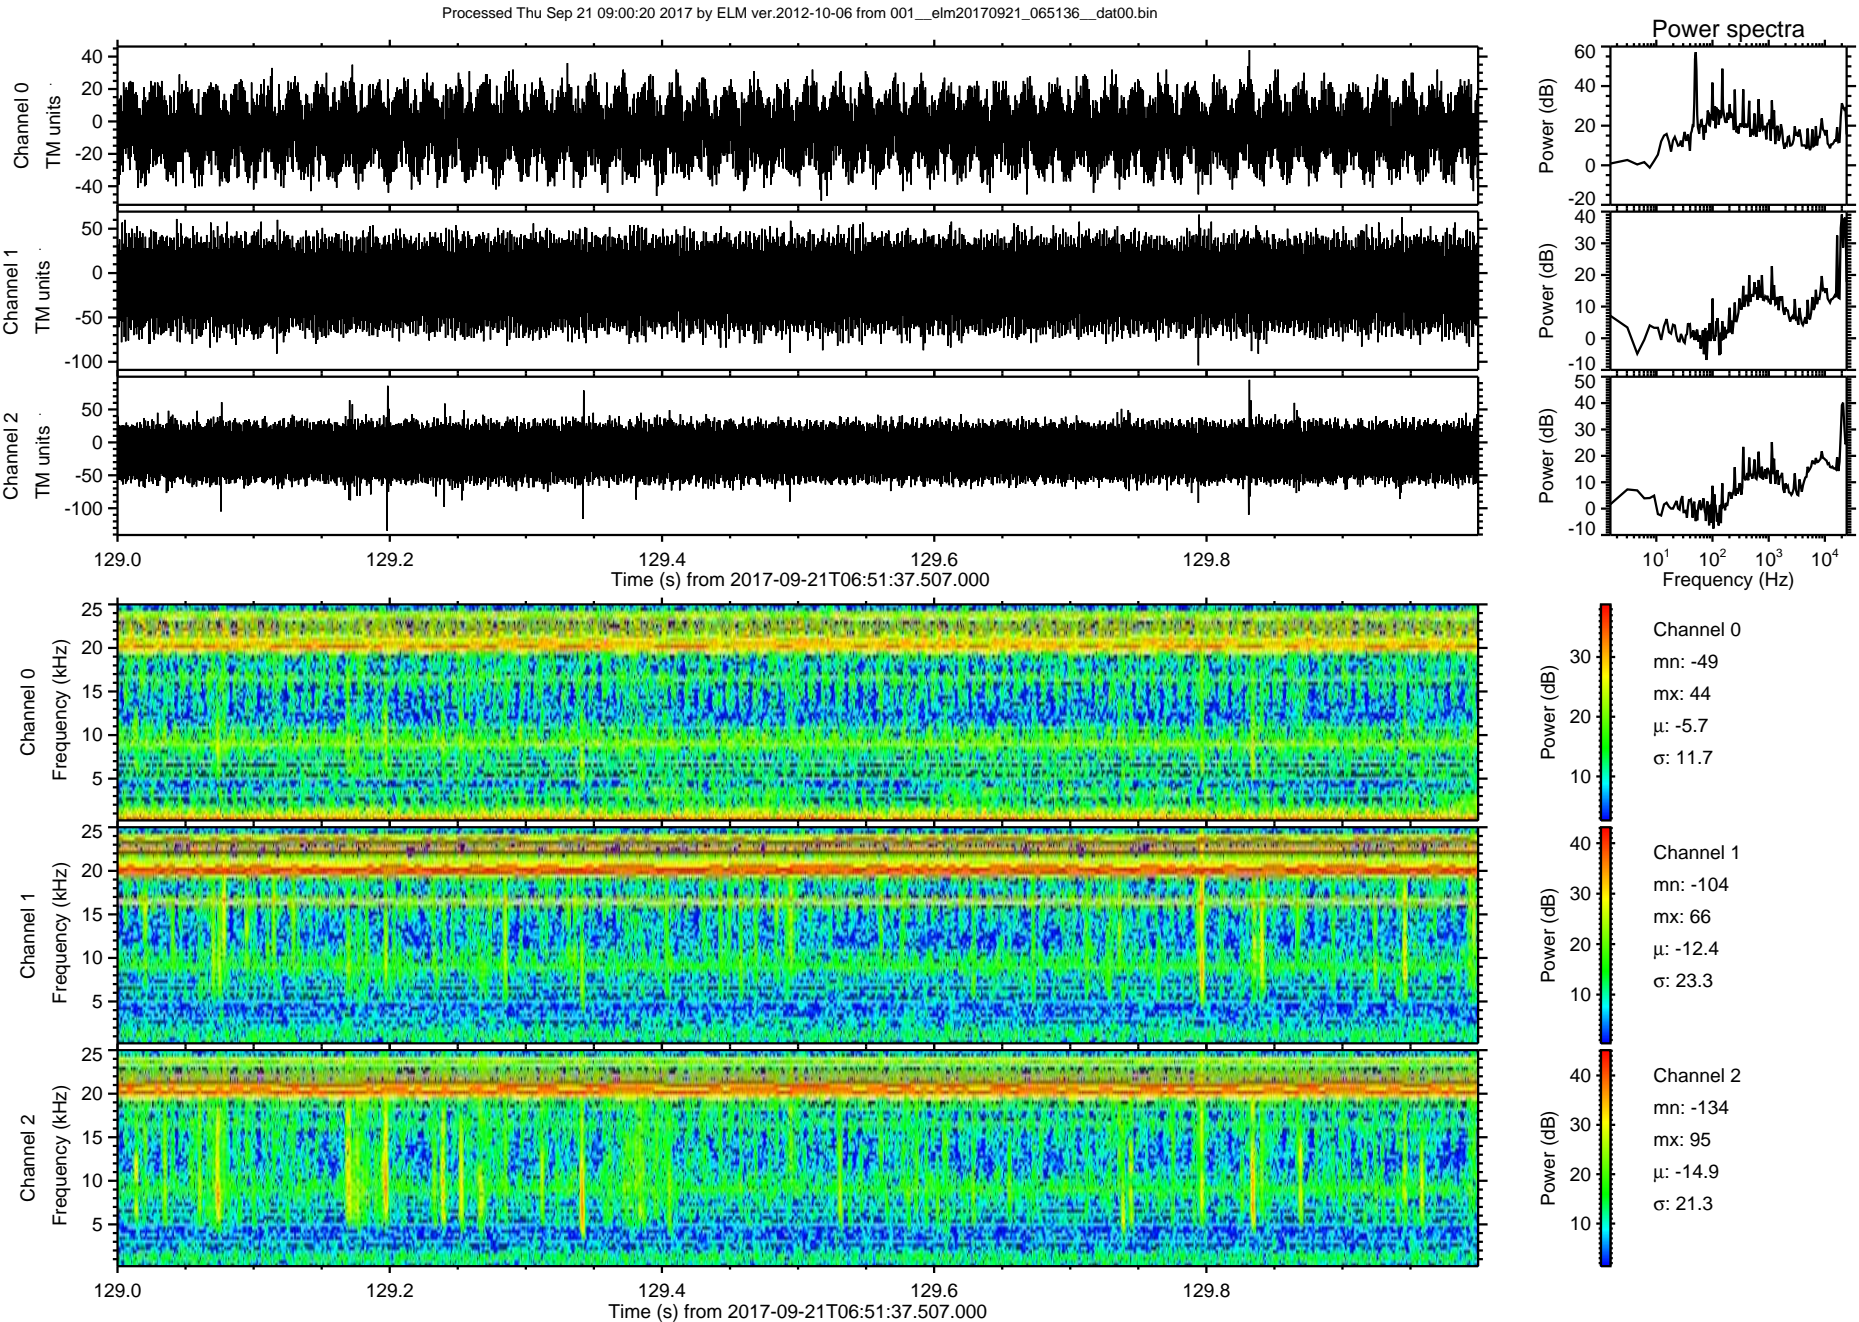 Processed Thu Sep 21 09:00:20 2017 by ELM ver.2012-10-06 from 001__elm20170921_065136__dat00.bin
Power spectra
Channel 0
TM units
40
20
0
-20
-40
Power (dB)
60
40
20
0
-20
Channel 1
TM units
50
0
-50
-100
Power (dB)
40
30
20
10
0
-10
Channel 2
TM units
50
0
-50
-100
Power (dB)
50
40
30
20
10
0
-10
129.0 129.2 129.4 129.6 129.8
Time (s) from 2017-09-21T06:51:37.507.000
10¹ 10² 10³ 10⁴
Frequency (Hz)
Channel 0
Frequency (kHz)
25
20
15
10
5
Power (dB)
30
20
10
Channel 0
mn: -49
mx: 44
μ: -5.7
σ: 11.7
Channel 1
Frequency (kHz)
25
20
15
10
5
Power (dB)
40
30
20
10
Channel 1
mn: -104
mx: 66
μ: -12.4
σ: 23.3
Channel 2
Frequency (kHz)
25
20
15
10
5
Power (dB)
40
30
20
10
Channel 2
mn: -134
mx: 95
μ: -14.9
σ: 21.3
129.0 129.2 129.4 129.6 129.8
Time (s) from 2017-09-21T06:51:37.507.000